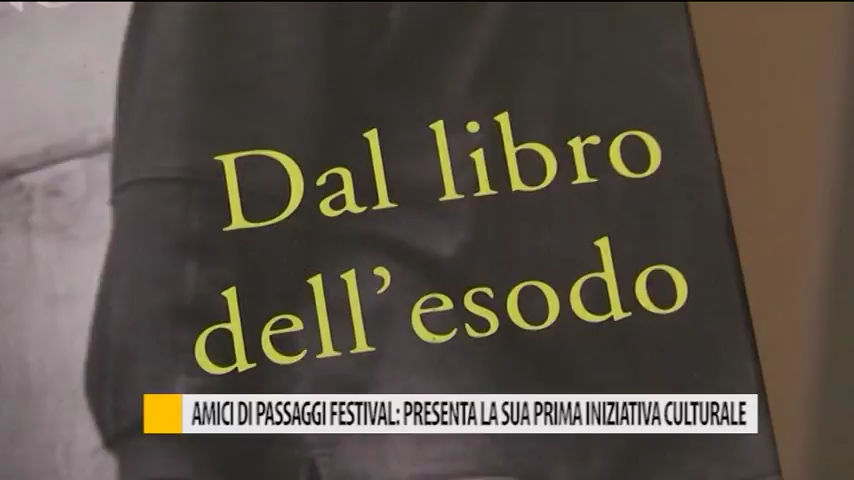 Dal libro
dell'esodo
AMICI DI PASSAGGI FESTIVAL: PRESENTA LA SUA PRIMA INIZIATIVA CULTURALE